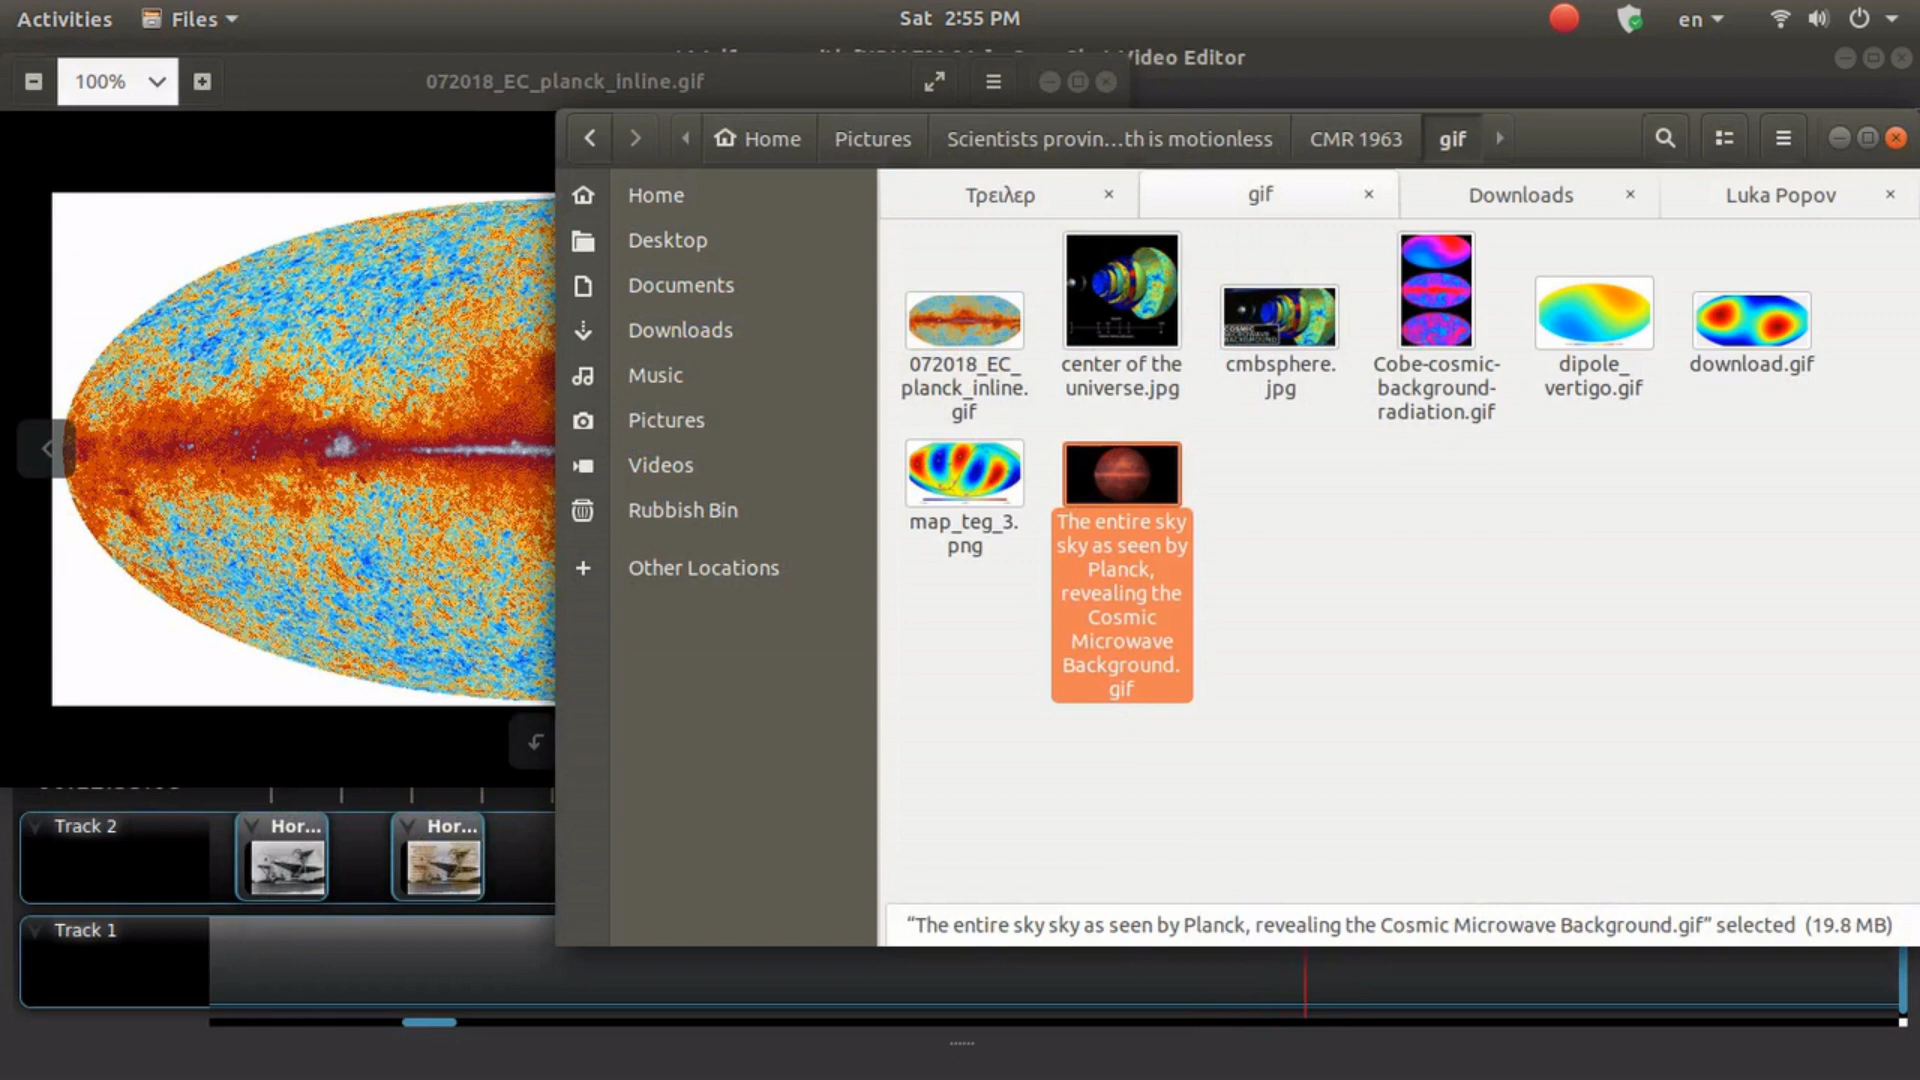 Activities
Files
Sat 2:55 PM
en
Video Editor
100%
072018_EC_planck_inline.gif
Home
Pictures
Scientists provin...th is motionless
CMR 1963
gif
Τρειλερ
gif
Downloads
Luka Popov
Home
Desktop
Documents
Downloads
Music
Pictures
Videos
Rubbish Bin
Other Locations
072018_EC_
planck_inline.
gif
center of the
universe.jpg
cmbsphere.
jpg
Cobe-cosmic-
background-
radiation.gif
dipole_
vertigo.gif
download.gif
map_teg_3.
png
The entire sky
sky as seen by
Planck,
revealing the
Cosmic
Microwave
Background.
gif
Track 2
Hor...
Hor...
Track 1
“The entire sky sky as seen by Planck, revealing the Cosmic Microwave Background.gif” selected (19.8 MB)